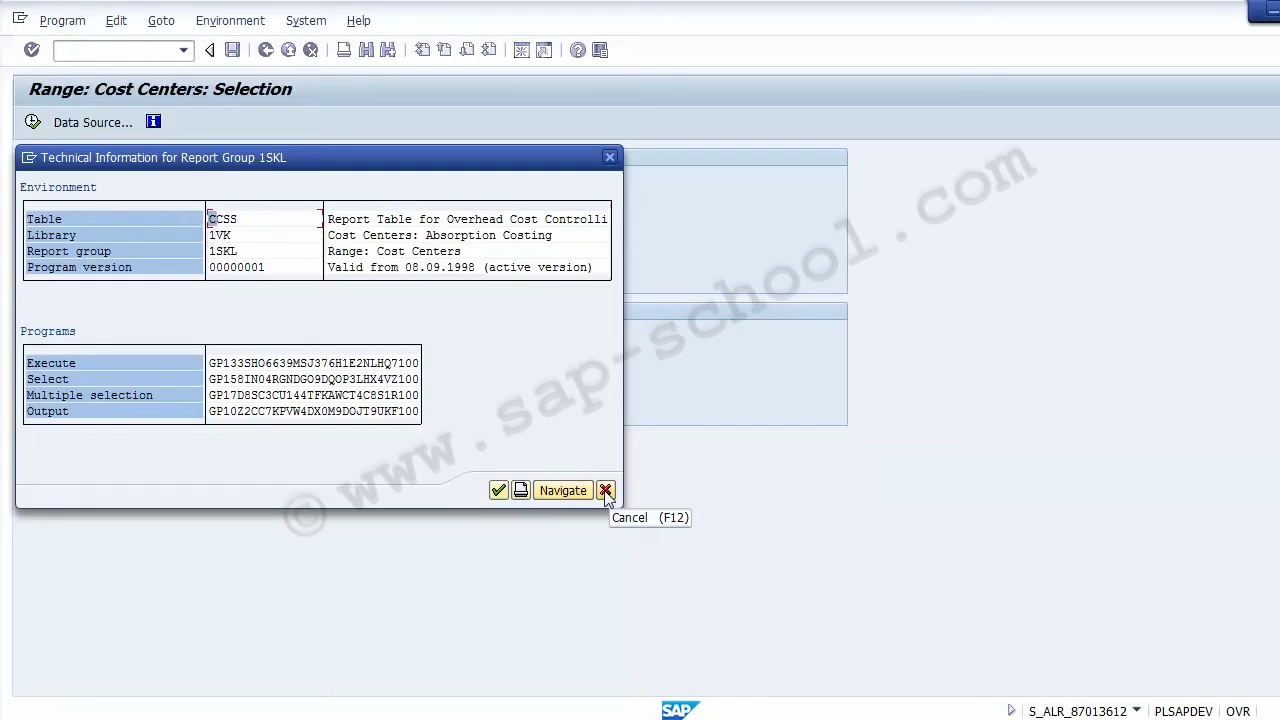 Program Edit Goto Environment System Help
Range: Cost Centers: Selection
Data Source...
Technical Information for Report Group 1SKL
Environment
Table CCSS Report Table for Overhead Cost Controlli
Library 1VK Cost Centers: Absorption Costing
Report group 1SKL Range: Cost Centers
Program version 00000001 Valid from 08.09.1998 (active version)
Programs
Execute GP133SHO6639MSJ376H1E2NLHQ7100
Select GP158IN04RGNDGO9DQOP3LHX4VZ100
Multiple selection GP17D8SC3CU144TFKAWCT4C8S1R100
Output GP10Z2CC7KPVW4DX0M9DOJT9UKF100
Navigate
Cancel (F12)
© www.sap-school.com
SAP S_ALR_87013612 PLSAPDEV OVR